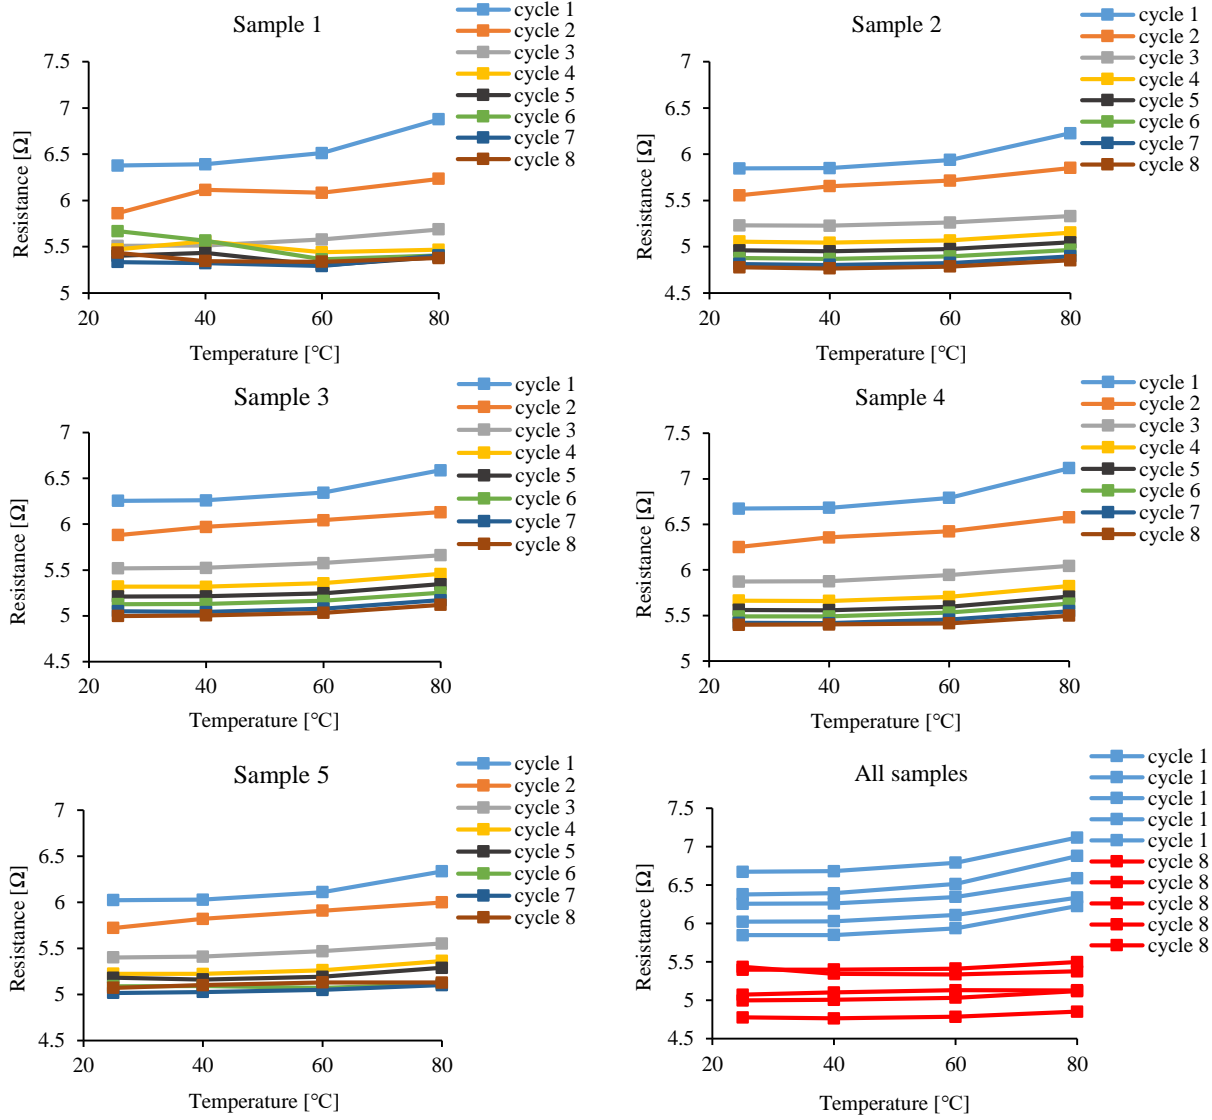 Sample 1
cycle 1
cycle 2
cycle 3
cycle 4
cycle 5
cycle 6
cycle 7
cycle 8
7.5
7
6.5
6
5.5
5
20 40 60 80
Resistance [Ω]
Temperature [°C]
Sample 2
cycle 1
cycle 2
cycle 3
cycle 4
cycle 5
cycle 6
cycle 7
cycle 8
7
6.5
6
5.5
5
4.5
20 40 60 80
Resistance [Ω]
Temperature [°C]
Sample 3
cycle 1
cycle 2
cycle 3
cycle 4
cycle 5
cycle 6
cycle 7
cycle 8
7
6.5
6
5.5
5
4.5
20 40 60 80
Resistance [Ω]
Temperature [°C]
Sample 4
cycle 1
cycle 2
cycle 3
cycle 4
cycle 5
cycle 6
cycle 7
cycle 8
7.5
7
6.5
6
5.5
5
20 40 60 80
Resistance [Ω]
Temperature [°C]
Sample 5
cycle 1
cycle 2
cycle 3
cycle 4
cycle 5
cycle 6
cycle 7
cycle 8
7
6.5
6
5.5
5
4.5
20 40 60 80
Resistance [Ω]
Temperature [°C]
All samples
cycle 1
cycle 1
cycle 1
cycle 1
cycle 1
cycle 8
cycle 8
cycle 8
cycle 8
cycle 8
7.5
7
6.5
6
5.5
5
4.5
20 40 60 80
Resistance [Ω]
Temperature [°C]